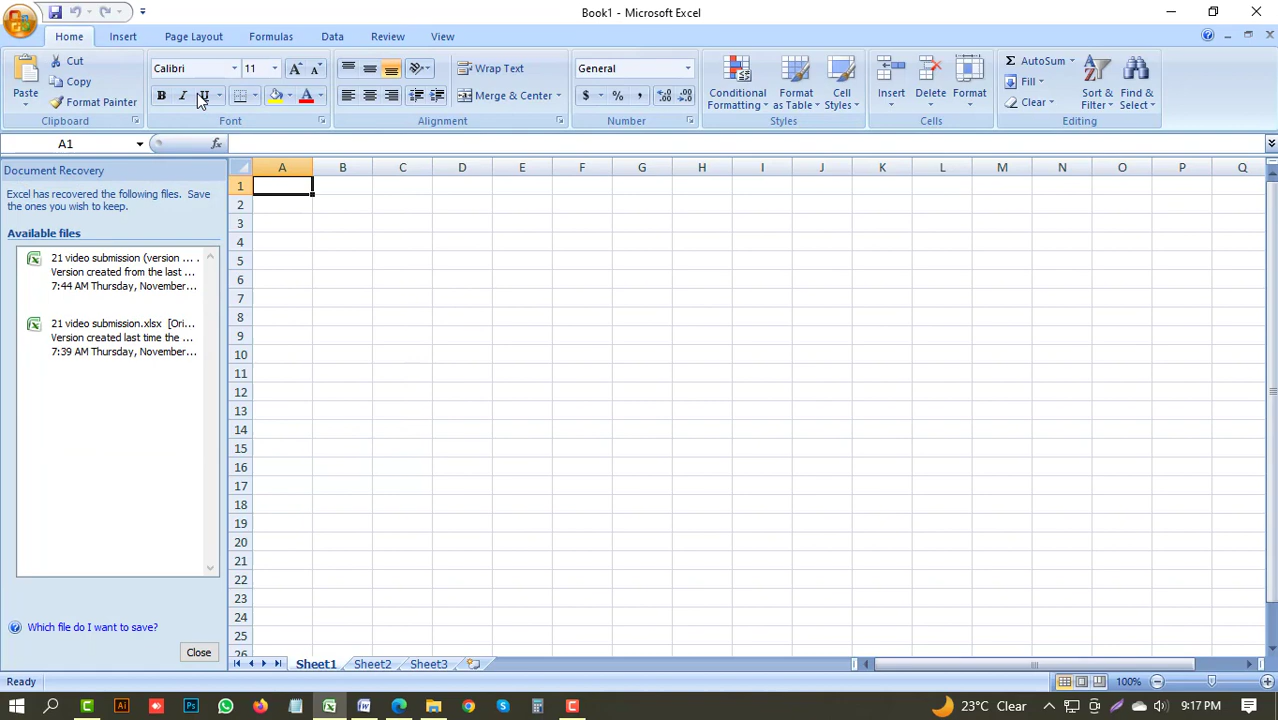 Book1 - Microsoft Excel
Home Insert Page Layout Formulas Data Review View
Paste
Cut
Copy
Format Painter
Clipboard
Calibri 11
B I U
Font
Wrap Text
Merge & Center
Alignment
General
$ % ,
Number
Conditional Formatting
Format as Table
Cell Styles
Styles
Insert
Delete
Format
Cells
AutoSum
Fill
Clear
Sort & Filter
Find & Select
Editing
A1
fx
Document Recovery
Excel has recovered the following files. Save
the ones you wish to keep.
Available files
21 video submission (version ... .
Version created from the last ...
7:44 AM Thursday, November...
21 video submission.xlsx [Ori...
Version created last time the ...
7:39 AM Thursday, November...
Which file do I want to save?
Close
A B C D E F G H I J K L M N O P Q
1
2
3
4
5
6
7
8
9
10
11
12
13
14
15
16
17
18
19
20
21
22
23
24
25
26
Sheet1 Sheet2 Sheet3
Ready
100%
23°C Clear
9:17 PM